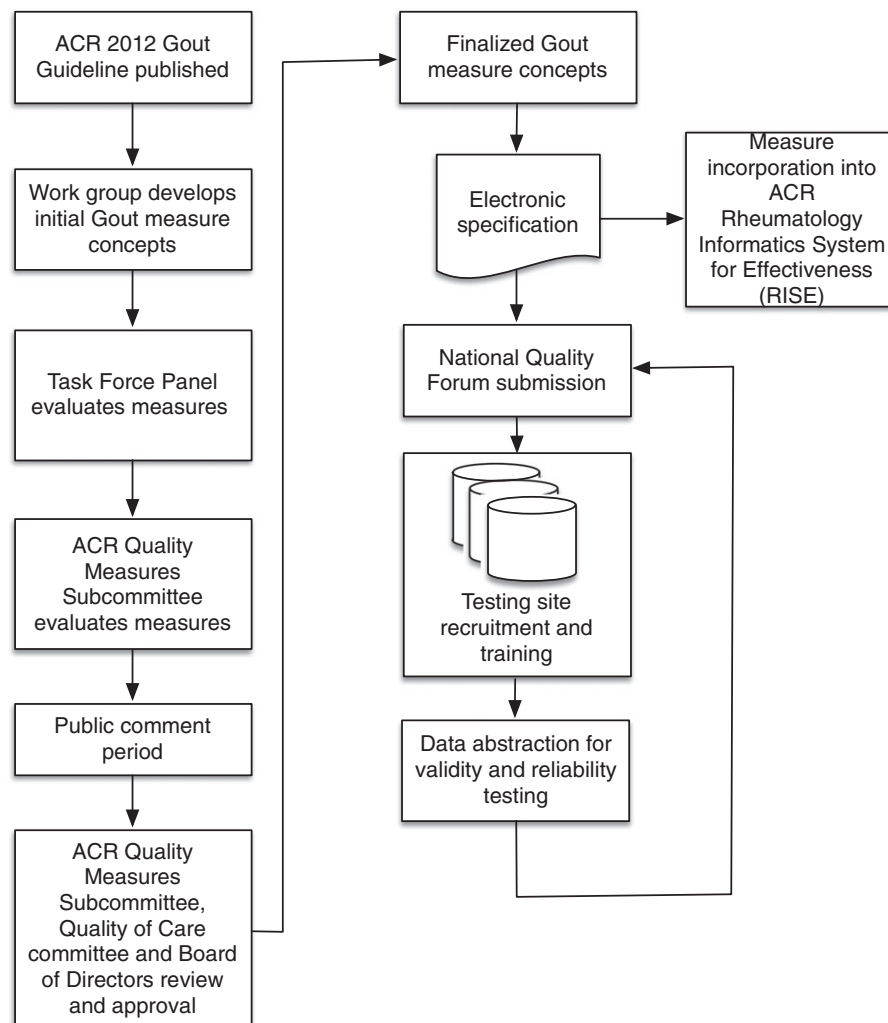 ACR 2012 Gout
Guideline published
Work group develops
initial Gout measure
concepts
Task Force Panel
evaluates measures
ACR Quality
Measures
Subcommittee
evaluates measures
Public comment
period
ACR Quality
Measures
Subcommittee,
Quality of Care
committee and Board
of Directors review
and approval
Finalized Gout
measure concepts
Electronic
specification
Measure
incorporation into
ACR
Rheumatology
Informatics System
for Effectiveness
(RISE)
National Quality
Forum submission
Testing site
recruitment and
training
Data abstraction for
validity and reliability
testing